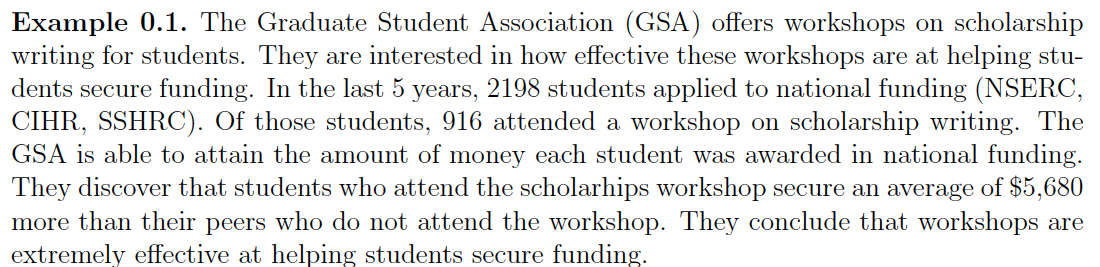 Example 0.1. The Graduate Student Association (GSA) offers workshops on scholarship
writing for students. They are interested in how effective these workshops are at helping stu-
dents secure funding. In the last 5 years, 2198 students applied to national funding (NSERC,
CIHR, SSHRC). Of those students, 916 attended a workshop on scholarship writing. The
GSA is able to attain the amount of money each student was awarded in national funding.
They discover that students who attend the scholarhips workshop secure an average of $5,680
more than their peers who do not attend the workshop. They conclude that workshops are
extremely effective at helping students secure funding.